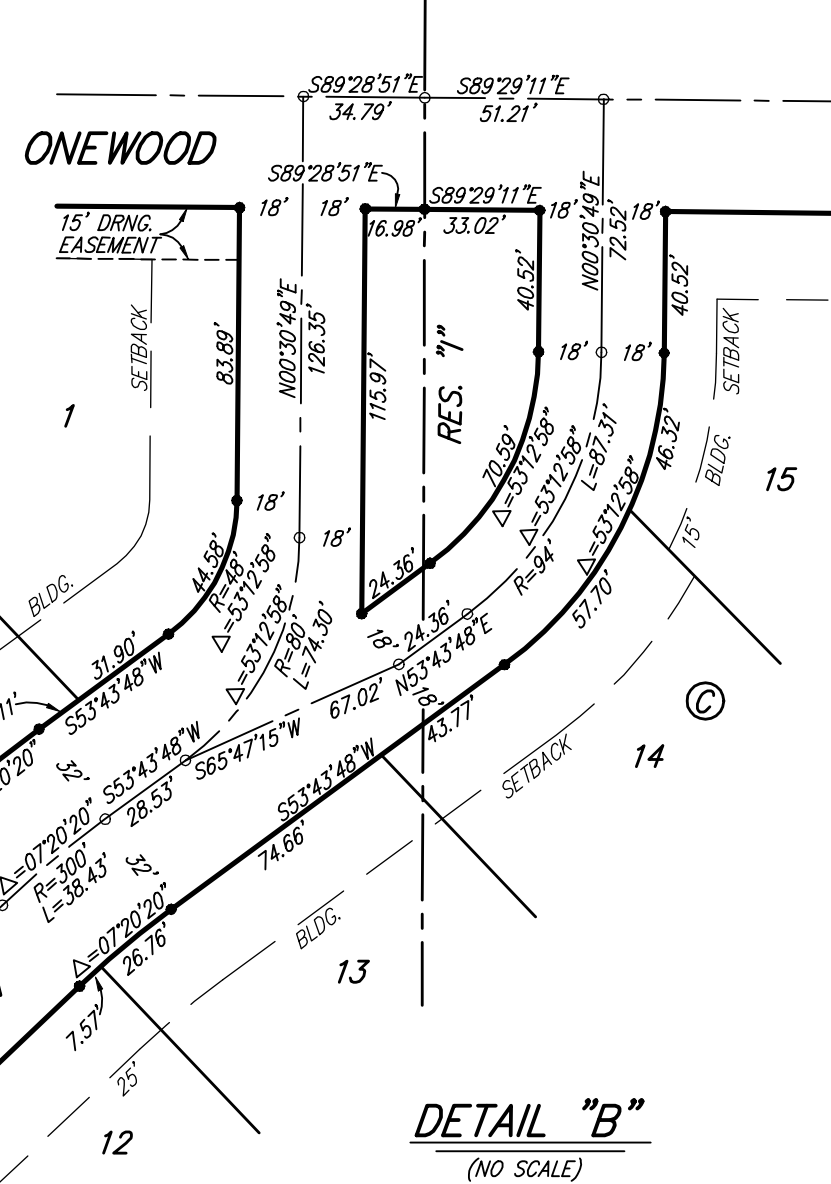 S89°28'51"E
34.79'
S89°29'11"E
51.21'
ONEWOOD
S89°28'51"E
S89°29'11"E
18'
18'
16.98'
33.02'
18'
18'
15' DRNG.
EASEMENT
N00°30'49"E
72.52'
40.52'
40.52'
SETBACK
83.89'
N00°30'49"E
126.35'
115.97'
RES. "I"
18'
18'
SETBACK
BLDG.
15'
1
15
70.59'
Δ=53°12'58"
Δ=53°12'58"
L=87.31'
R=94'
46.32'
Δ=53°12'58"
57.70'
18'
18'
44.58'
R=48'
Δ=53°12'58"
Δ=53°12'58"
R=80'
L=74.30'
24.36'
18'
24.36'
N53°43'48"E
18'
BLDG.
31.90'
S53°43'48"W
67.02'
S65°47'15"W
43.77'
C
14
SETBACK
32'
S53°43'48"W
28.53'
S53°43'48"W
74.66'
Δ=07°20'20"
R=300'
L=38.43'
32'
Δ=07°20'20"
26.76'
7.57'
BLDG.
13
25'
12
DETAIL "B"
(NO SCALE)